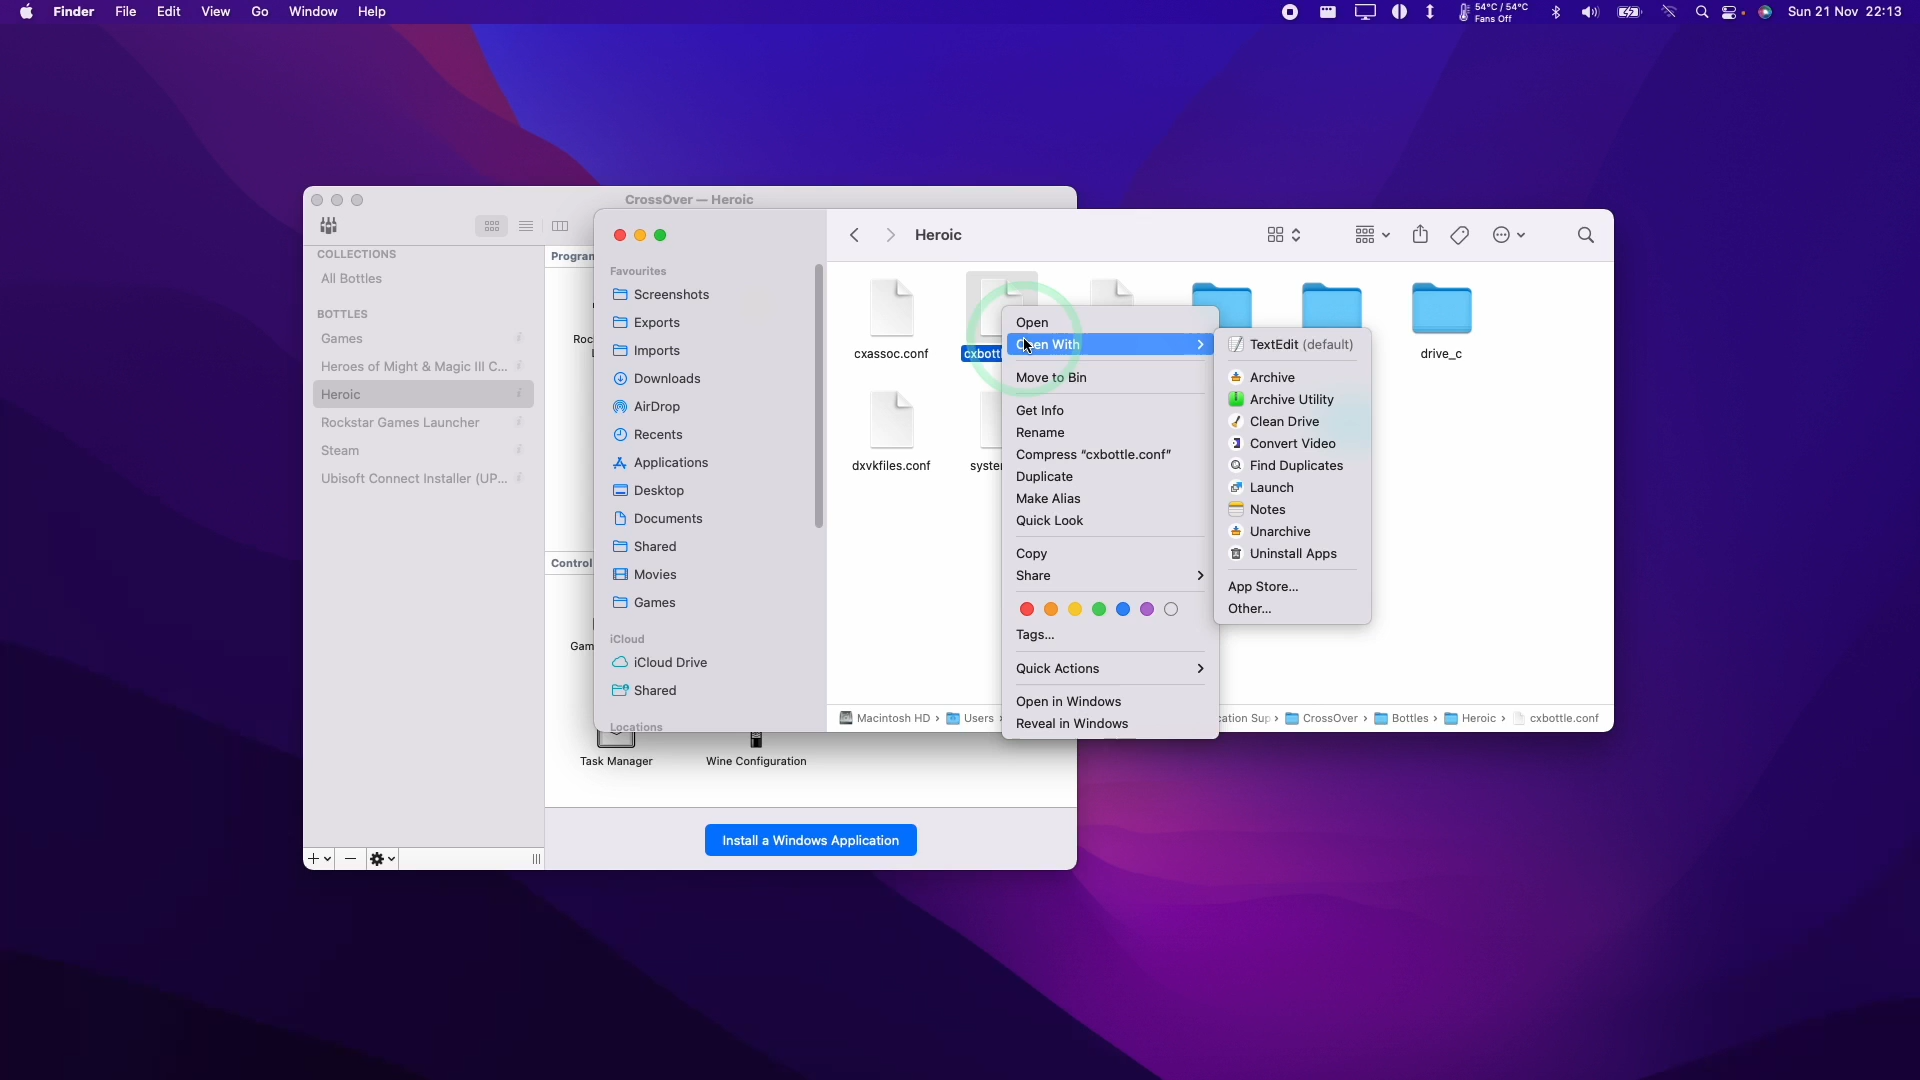 Finder File Edit View Go Window Help 54°C / 54°C Sun 21 Nov 22:13
Fans Off
CrossOver — Heroic
COLLECTIONS
All Bottles
BOTTLES
Games
Heroes of Might & Magic III C...
Heroic
Rockstar Games Launcher
Steam
Ubisoft Connect Installer (UP...
Program
Roc
Control
Gam
Task Manager
Wine Configuration
Install a Windows Application
Heroic
Favourites
Screenshots
Exports
Imports
Downloads
AirDrop
Recents
Applications
Desktop
Documents
Shared
Movies
Games
iCloud
iCloud Drive
Shared
Locations
cxassoc.conf
cxbottl
drive_c
dxvkfiles.conf
syster
Macintosh HD › Users › cation Sup › CrossOver › Bottles › Heroic › cxbottle.conf
Open
Open With
Move to Bin
Get Info
Rename
Compress “cxbottle.conf”
Duplicate
Make Alias
Quick Look
Copy
Share
Tags...
Quick Actions
Open in Windows
Reveal in Windows
TextEdit (default)
Archive
Archive Utility
Clean Drive
Convert Video
Find Duplicates
Launch
Notes
Unarchive
Uninstall Apps
App Store...
Other...